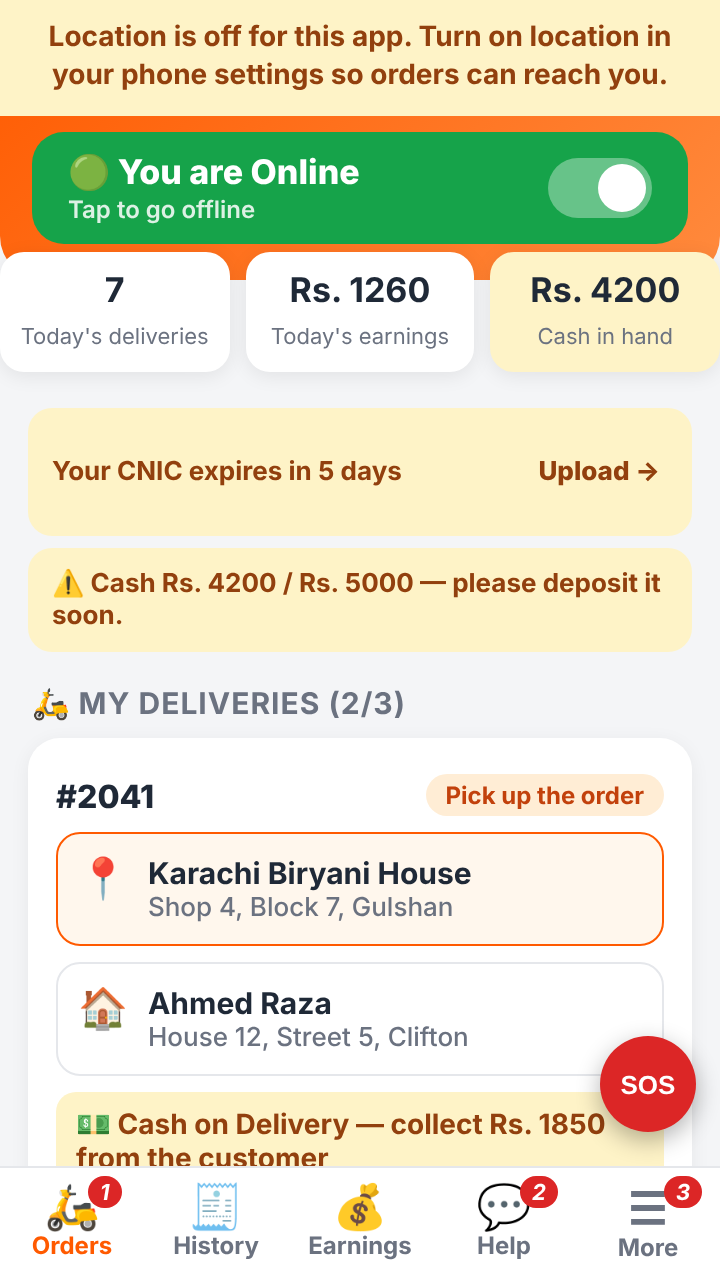 Location is off for this app. Turn on location in
your phone settings so orders can reach you.
You are Online
Tap to go offline
7
Today's deliveries
Rs. 1260
Today's earnings
Rs. 4200
Cash in hand
Your CNIC expires in 5 days
Upload →
⚠️ Cash Rs. 4200 / Rs. 5000 — please deposit it
soon.
🛵 MY DELIVERIES (2/3)
#2041
Pick up the order
Karachi Biryani House
Shop 4, Block 7, Gulshan
Ahmed Raza
House 12, Street 5, Clifton
SOS
💵 Cash on Delivery — collect Rs. 1850
from the customer
1
Orders
History
Earnings
2
Help
3
More